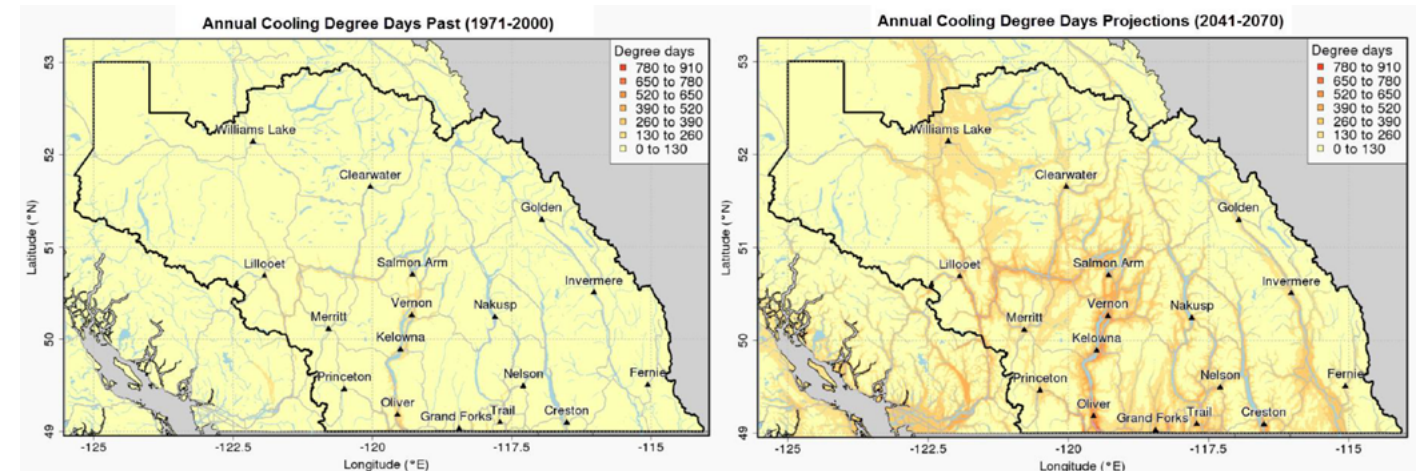 Annual Cooling Degree Days Past (1971-2000)
Degree days
780 to 910
650 to 780
520 to 650
390 to 520
260 to 390
130 to 260
0 to 130
Williams Lake
Clearwater
Golden
Lillooet
Salmon Arm
Invermere
Vernon
Nakusp
Merritt
Kelowna
Princeton
Nelson
Fernie
Oliver
Grand Forks
Trail
Creston
Latitude (°N)
53
52
51
50
49
-125
-122.5
-120
-117.5
-115
Longitude (°E)
Annual Cooling Degree Days Projections (2041-2070)
Degree days
780 to 910
650 to 780
520 to 650
390 to 520
260 to 390
130 to 260
0 to 130
Williams Lake
Clearwater
Golden
Lillooet
Salmon Arm
Invermere
Vernon
Nakusp
Merritt
Kelowna
Princeton
Nelson
Fernie
Oliver
Grand Forks
Trail
Creston
Latitude (°N)
53
52
51
50
49
-125
-122.5
-120
-117.5
-115
Longitude (°E)